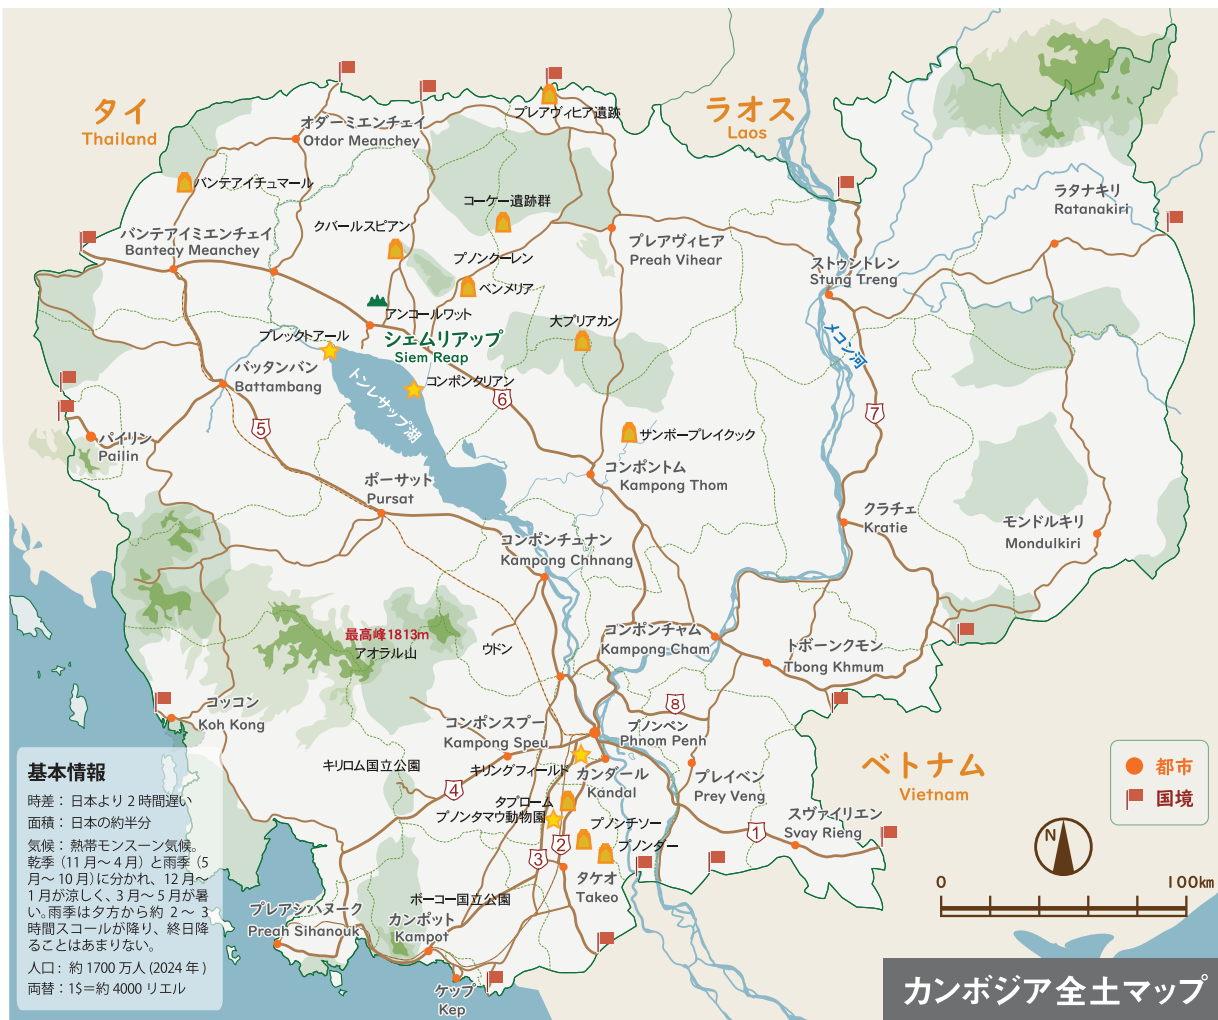 タイ
Thailand
ラオス
Laos
プレアヴィヒア遺跡
オダーミエンチェイ
Otdor Meanchey
バンテアイチュマール
コーケー遺跡群
クバールスピアン
ラタナキリ
Ratanakiri
バンテアイミエンチェイ
Banteay Meanchey
プレアヴィヒア
Preah Vihear
プノンクーレン
ベンメリア
ストゥントレン
Stung Treng
アンコールワット
大プリアカン
プレックトアール
シェムリアップ
Siem Reap
メコン河
バッタンバン
Battambang
トンレサップ湖
コンポンタリアン
6
7
5
パイリン
Pailin
サンボープレイクック
コンポントム
Kampong Thom
ポーサット
Pursat
クラチェ
Kratie
モンドルキリ
Mondulkiri
コンポンチュナン
Kampong Chhnang
最高峰1813m
アオラル山
ウドン
コンポンチャム
Kampong Cham
トボーンクモン
Tbong Khmum
コッコン
Koh Kong
8
コンポンスプー
Kampong Speu
プノンペン
Phnom Penh
キリロム国立公園
キリングフィールド
カンダール
Kandal
プレイベン
Prey Veng
ベトナム
Vietnam
4
タプローム
プノンタマウ動物園
プノンチソー
プノンダー
スヴァイリエン
Svay Rieng
1
2
3
タケオ
Takeo
ボーコー国立公園
プレアシハヌーク
Preah Sihanouk
カンポット
Kampot
ケップ
Kep
基本情報
時差：日本より2時間遅い
面積：日本の約半分
気候：熱帯モンスーン気候。
乾季（11月〜4月）と雨季（5
月〜10月）に分かれ、12月〜
1月が涼しく、3月〜5月が暑
い。雨季は夕方から約2〜3
時間スコールが降り、終日降
ることはあまりない。
人口：約1700万人(2024年)
両替：1$＝約4000リエル
都市
国境
N
0
100km
カンボジア全土マップ